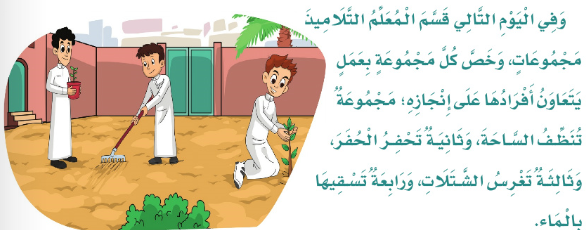 وَفِي الْيَوْمِ التَّالِي قَسَّمَ الْمُعَلِّمُ التَّلَامِيذَ
مَجْمُوعَاتٍ، وَخَصَّ كُلَّ مَجْمُوعَةٍ بِعَمَلٍ
يَتَعَاوَنُ أَفْرَادُهَا عَلَى إِنْجَازِهِ؛ مَجْمُوعَةٌ
تُنَظِّفُ السَّاحَةَ، وَثَانِيَةٌ تَحْفِرُ الْحُفَرَ،
وَثَالِثَةٌ تَغْرِسُ الشَّتَلَاتِ، وَرَابِعَةٌ تَسْقِيهَا
بِالْمَاءِ.